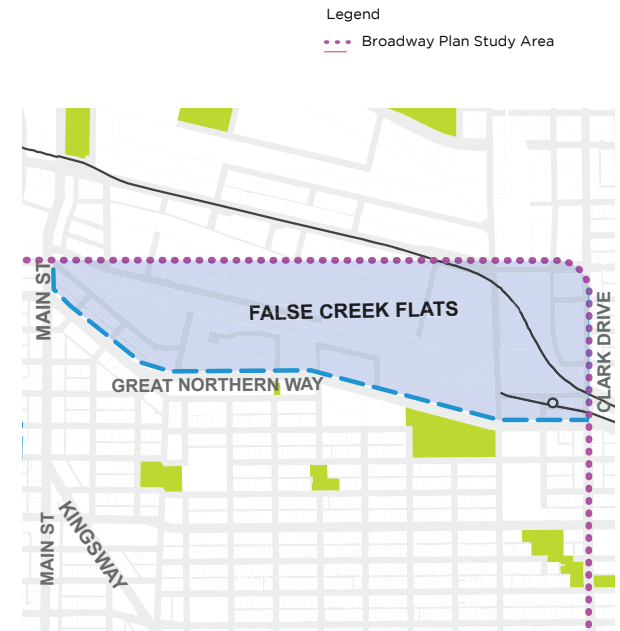 Legend
Broadway Plan Study Area
MAIN ST
FALSE CREEK FLATS
CLARK DRIVE
GREAT NORTHERN WAY
MAIN ST
KINGSWAY